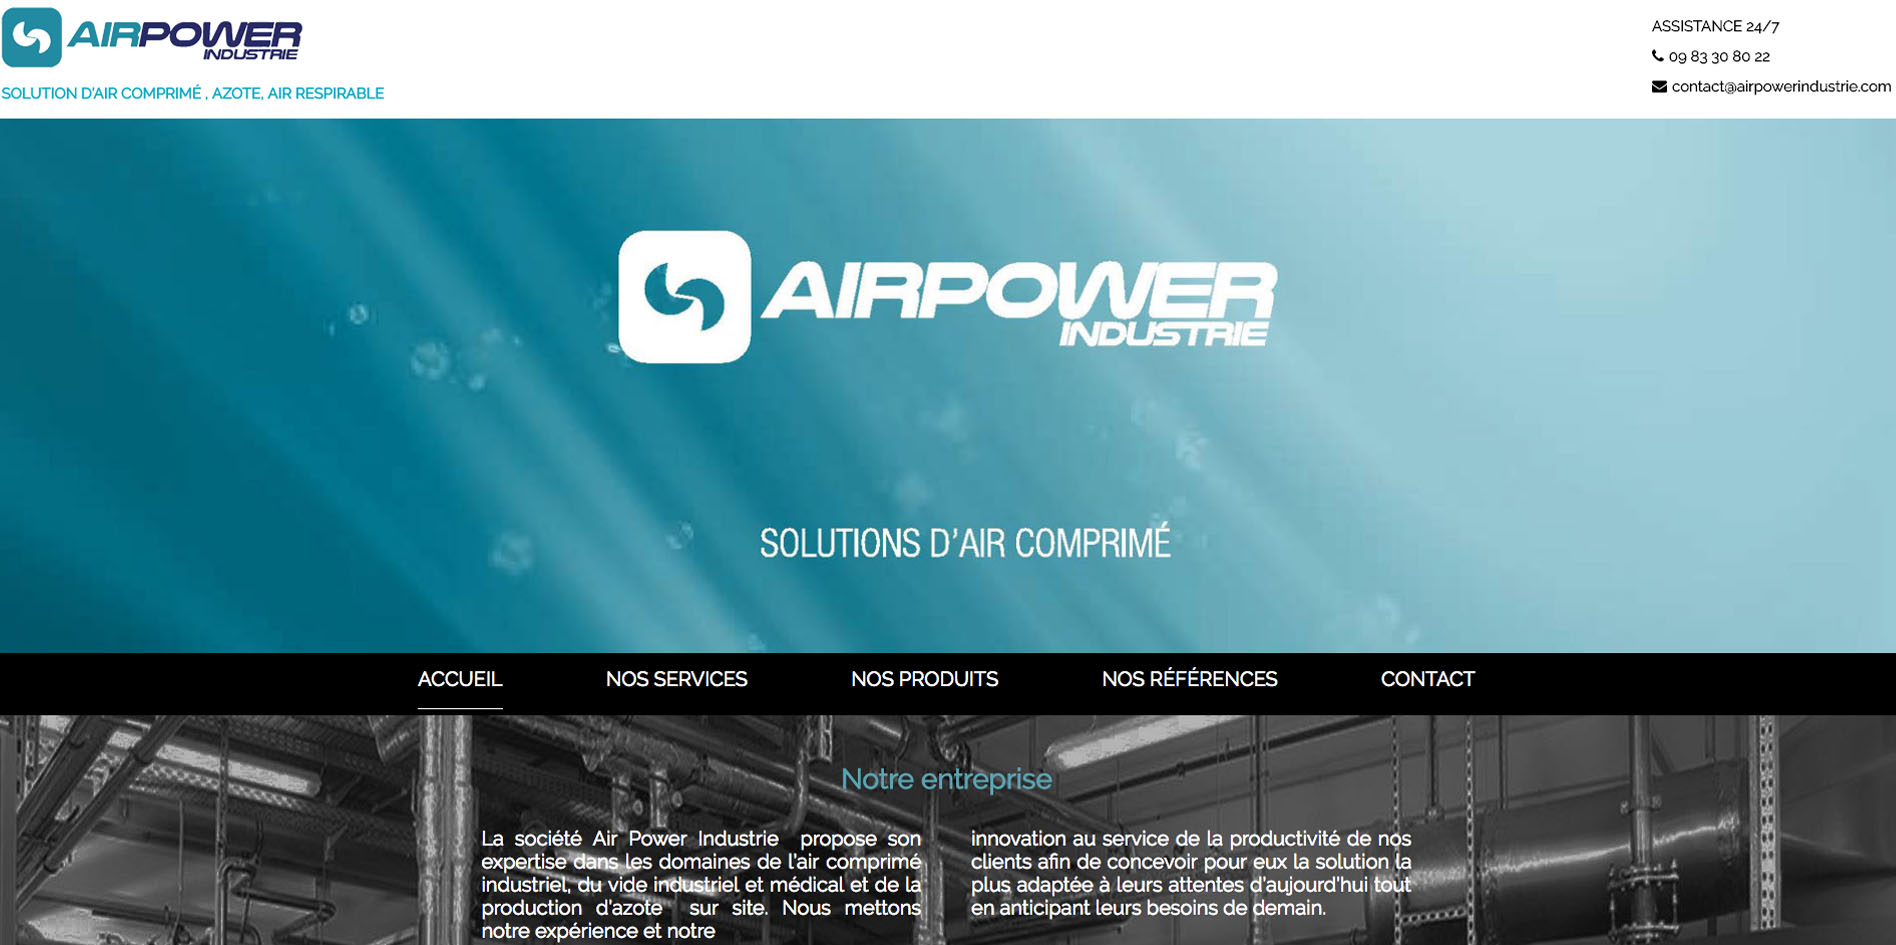 AIRPOWER
INDUSTRIE
SOLUTION D'AIR COMPRIMÉ , AZOTE, AIR RESPIRABLE
ASSISTANCE 24/7
09 83 30 80 22
contact@airpowerindustrie.com
AIRPOWER
INDUSTRIE
SOLUTIONS D'AIR COMPRIMÉ
ACCUEIL
NOS SERVICES
NOS PRODUITS
NOS RÉFÉRENCES
CONTACT
Notre entreprise
La société Air Power Industrie propose son
expertise dans les domaines de l'air comprimé
industriel, du vide industriel et médical et de la
production d'azote sur site. Nous mettons
notre expérience et notre
innovation au service de la productivité de nos
clients afin de concevoir pour eux la solution la
plus adaptée à leurs attentes d'aujourd'hui tout
en anticipant leurs besoins de demain.